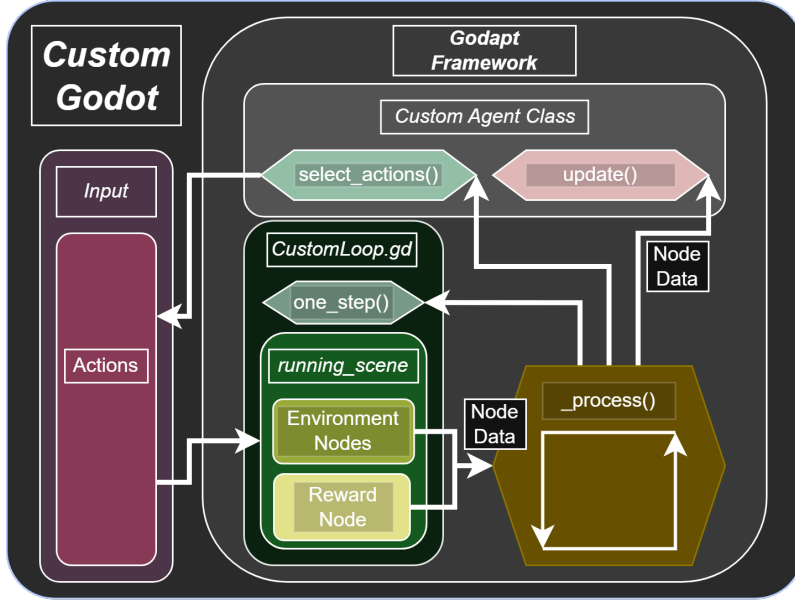 Custom
Godot
Godapt
Framework
Custom Agent Class
select_actions()
update()
Input
Actions
CustomLoop.gd
one_step()
running_scene
Environment
Nodes
Reward
Node
Node
Data
Node
Data
_process()